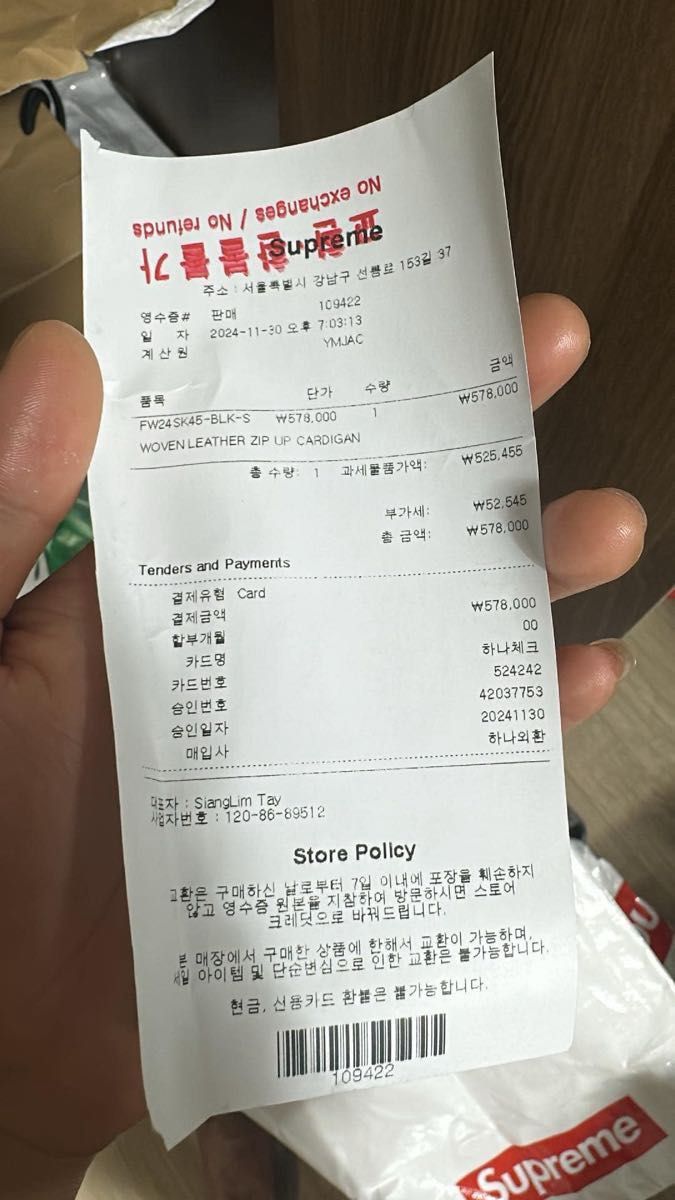 No exchanges / No refunds
교환·환불불가
Supreme
주소 : 서울특별시 강남구 선릉로 153길 37
영수증# 판매 109422
일 자 2024-11-30 오후 7:03:13
계산원 YMJAC
품목 단가 수량 금액
FW24SK45-BLK-S ₩578,000 1 ₩578,000
WOVEN LEATHER ZIP UP CARDIGAN
총 수량: 1 과세물품가액: ₩525,455
부가세: ₩52,545
총 금액: ₩578,000
Tenders and Payments
결제유형 Card
결제금액 ₩578,000
할부개월 00
카드명 하나체크
카드번호 524242
승인번호 42037753
승인일자 20241130
매입사 하나외환
대표자 : SiangLim Tay
사업자번호 : 120-86-89512
Store Policy
교환은 구매하신 날로부터 7일 이내에 포장을 훼손하지
않고 영수증 원본을 지참하여 방문하시면 스토어
크레딧으로 바꿔드립니다.
본 매장에서 구매한 상품에 한해서 교환이 가능하며,
세일 아이템 및 단순변심으로 인한 교환은 불가능합니다.
현금, 신용카드 환불은 불가능합니다.
109422
Supreme